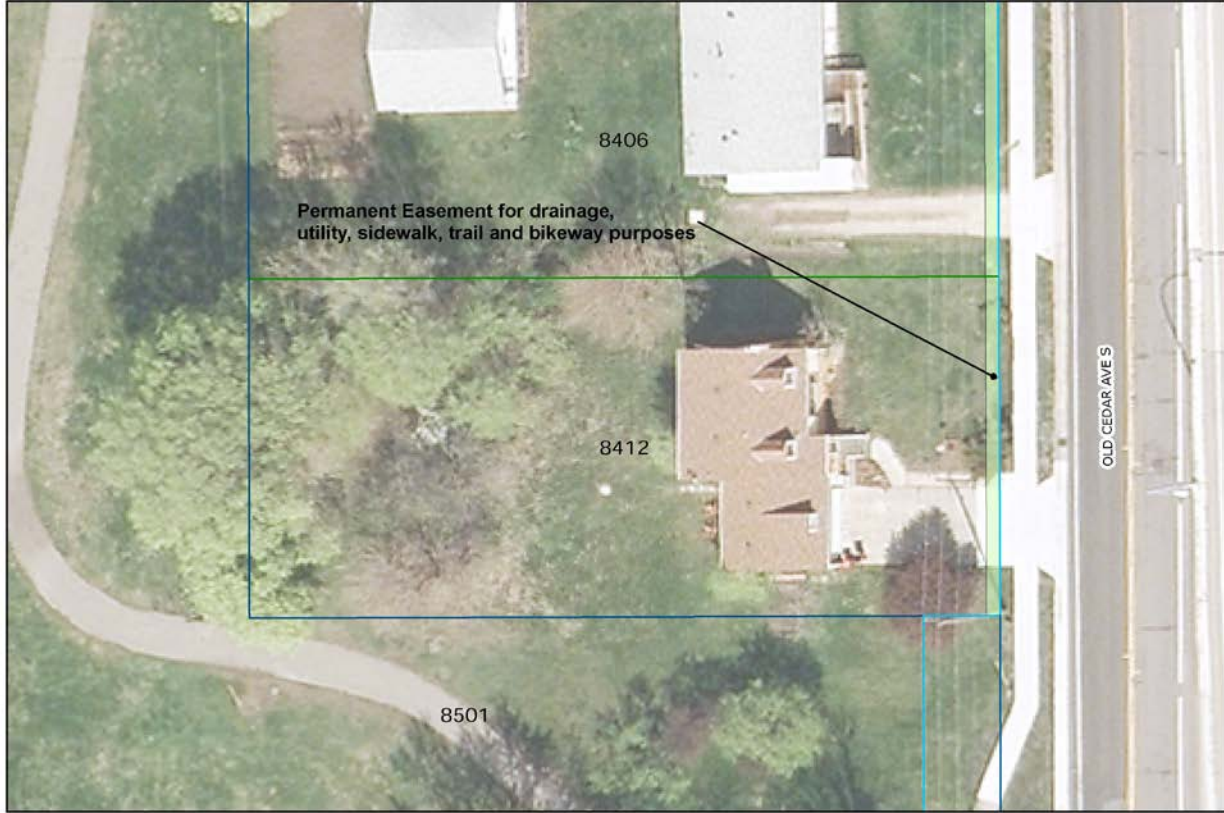 8406
Permanent Easement for drainage,
utility, sidewalk, trail and bikeway purposes
OLD CEDAR AVE S
8412
8501